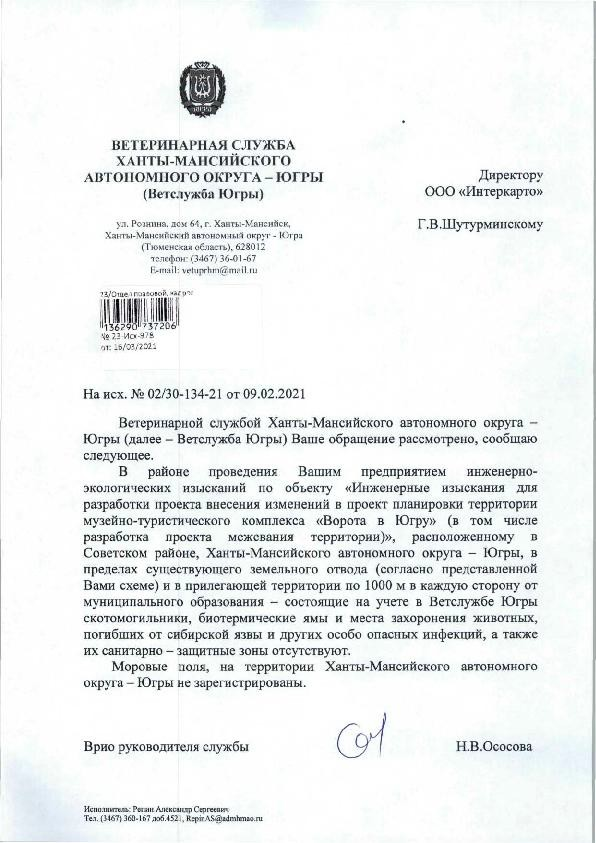 ЮГРА
ВЕТЕРИНАРНАЯ СЛУЖБА
ХАНТЫ-МАНСИЙСКОГО
АВТОНОМНОГО ОКРУГА – ЮГРЫ
(Ветслужба Югры)
ул. Рознина, дом 64, г. Ханты-Мансийск,
Ханты-Мансийский автономный округ - Югра
(Тюменская область), 628012
телефон: (3467) 36-01-67
E-mail: vetuprhm@mail.ru
Директору
ООО «Интеркарто»
Г.В.Шутурминскому
136290 737206
№ 23-Исх-978
от: 16/03/2021
На исх. № 02/30-134-21 от 09.02.2021
Ветеринарной службой Ханты-Мансийского автономного округа –
Югры (далее – Ветслужба Югры) Ваше обращение рассмотрено, сообщаю
следующее.
В районе проведения Вашим предприятием инженерно-
экологических изысканий по объекту «Инженерные изыскания для
разработки проекта внесения изменений в проект планировки территории
музейно-туристического комплекса «Ворота в Югру» (в том числе
разработка проекта межевания территории)», расположенному в
Советском районе, Ханты-Мансийского автономного округа – Югры, в
пределах существующего земельного отвода (согласно представленной
Вами схеме) и в прилегающей территории по 1000 м в каждую сторону от
муниципального образования – состоящие на учете в Ветслужбе Югры
скотомогильники, биотермические ямы и места захоронения животных,
погибших от сибирской язвы и других особо опасных инфекций, а также
их санитарно – защитные зоны отсутствуют.
Моровые поля, на территории Ханты-Мансийского автономного
округа – Югры не зарегистрированы.
Врио руководителя службы
Н.В.Ососова
Исполнитель: Репин Александр Сергеевич
Тел. (3467) 360-167 доб.4521, RepinAS@admhmao.ru